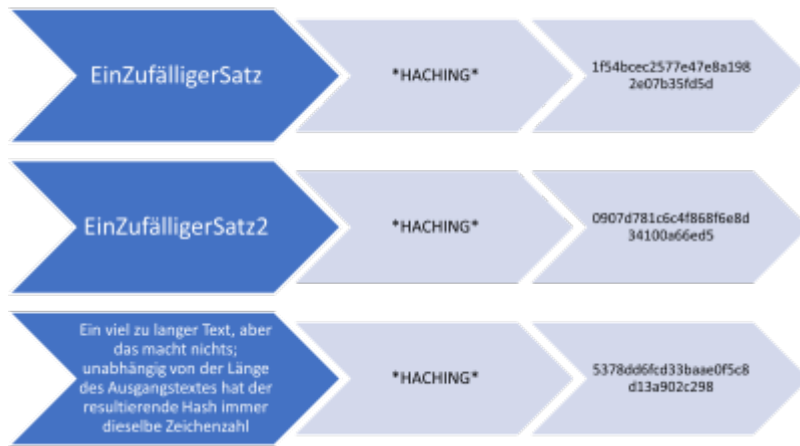 EinZufälligerSatz
*HACHING*
1f54bcec2577e47e8a198
2e07b35fd5d
EinZufälligerSatz2
*HACHING*
0907d781c6c4f868f6e8d
34100a66ed5
Ein viel zu langer Text, aber
das macht nichts;
unabhängig von der Länge
des Ausgangstextes hat der
resultierende Hash immer
dieselbe Zeichenzahl
*HACHING*
5378dd6fcd33baae0f5c8
d13a902c298